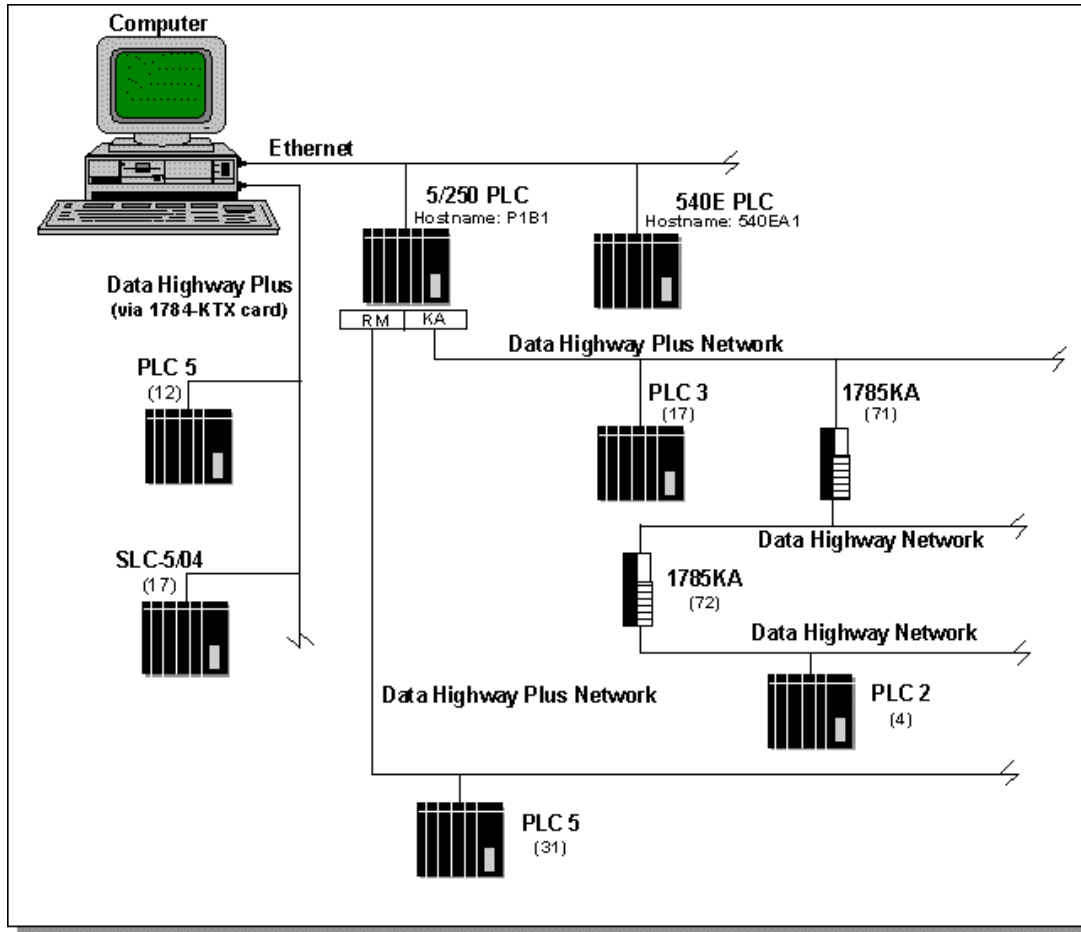 Computer
Ethernet
5/250 PLC
Hostname: P1B1
540E PLC
Hostname: 540EA1
Data Highway Plus
(via 1784-KTX card)
RM
KA
Data Highway Plus Network
PLC 5
(12)
PLC 3
(17)
1785KA
(71)
Data Highway Network
SLC-5/04
(17)
1785KA
(72)
Data Highway Network
Data Highway Plus Network
PLC 2
(4)
PLC 5
(31)